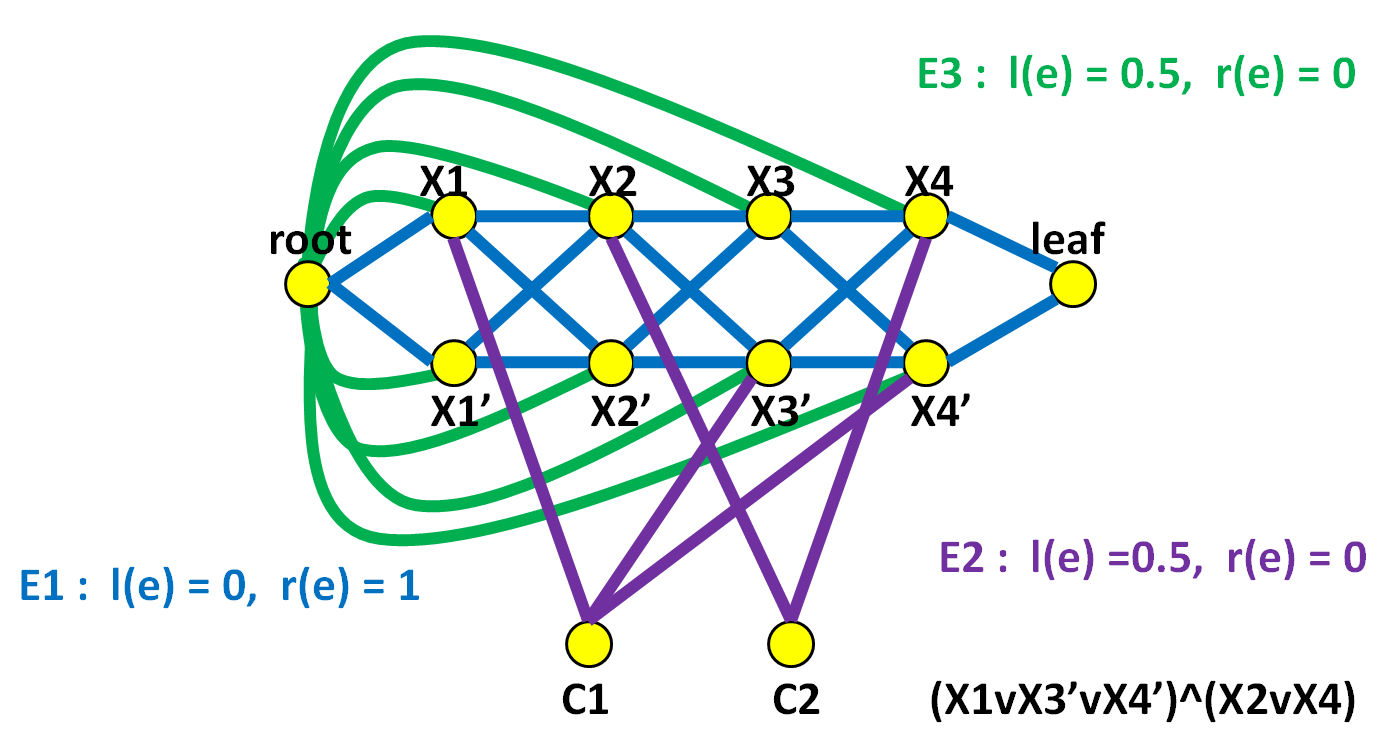 E3 : l(e) = 0.5, r(e) = 0
X1 X2 X3 X4
root leaf
X1’ X2’ X3’ X4’
E2 : l(e) =0.5, r(e) = 0
E1 : l(e) = 0, r(e) = 1
C1 C2 (X1vX3’vX4’)^(X2vX4)